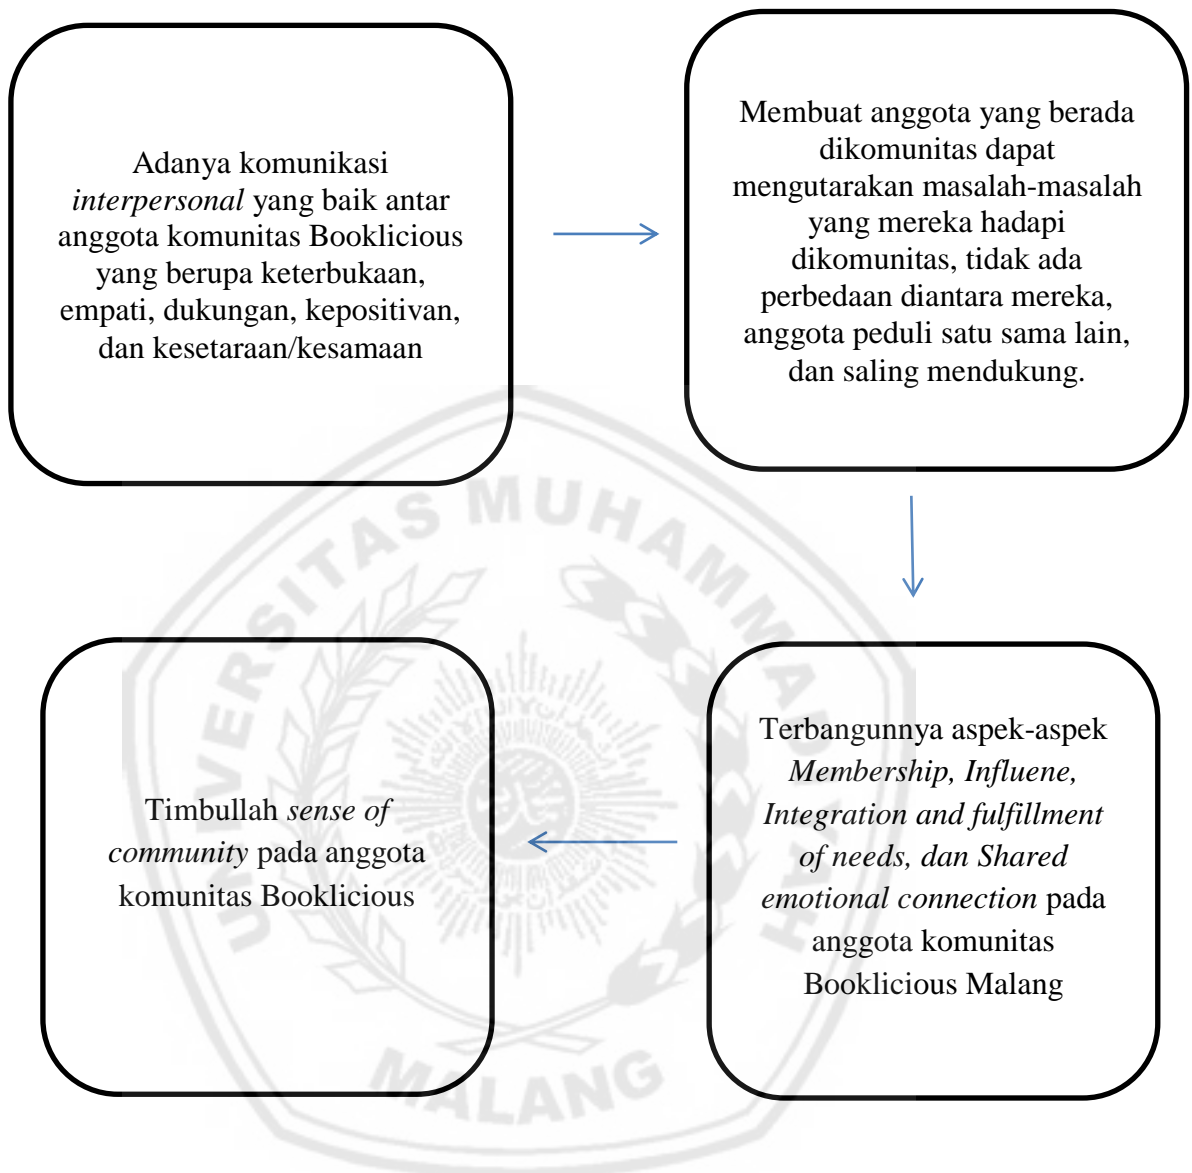 Adanya komunikasi
interpersonal yang baik antar
anggota komunitas Booklicious
yang berupa keterbukaan,
empati, dukungan, kepositivan,
dan kesetaraan/kesamaan
Membuat anggota yang berada
dikomunitas dapat
mengutarakan masalah-masalah
yang mereka hadapi
dikomunitas, tidak ada
perbedaan diantara mereka,
anggota peduli satu sama lain,
dan saling mendukung.
Terbangunnya aspek-aspek
Membership, Influene,
Integration and fulfillment
of needs, dan Shared
emotional connection pada
anggota komunitas
Booklicious Malang
Timbullah sense of
community pada anggota
komunitas Booklicious
UNIVERSITAS MUHAMMADIYAH
MALANG